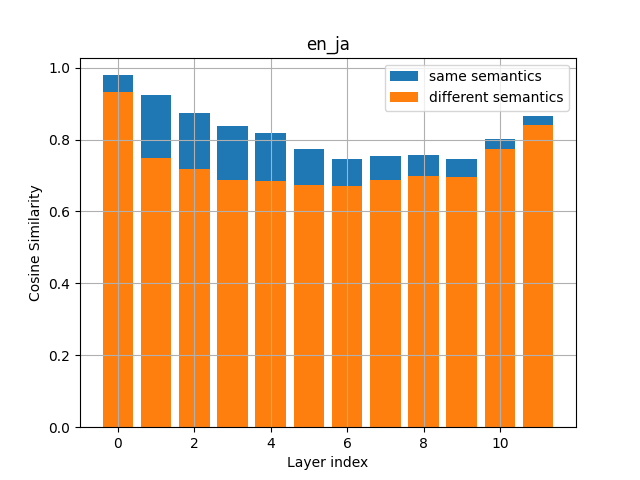 en_ja
same semantics
different semantics
Cosine Similarity
1.0
0.8
0.6
0.4
0.2
0.0
0 2 4 6 8 10
Layer index